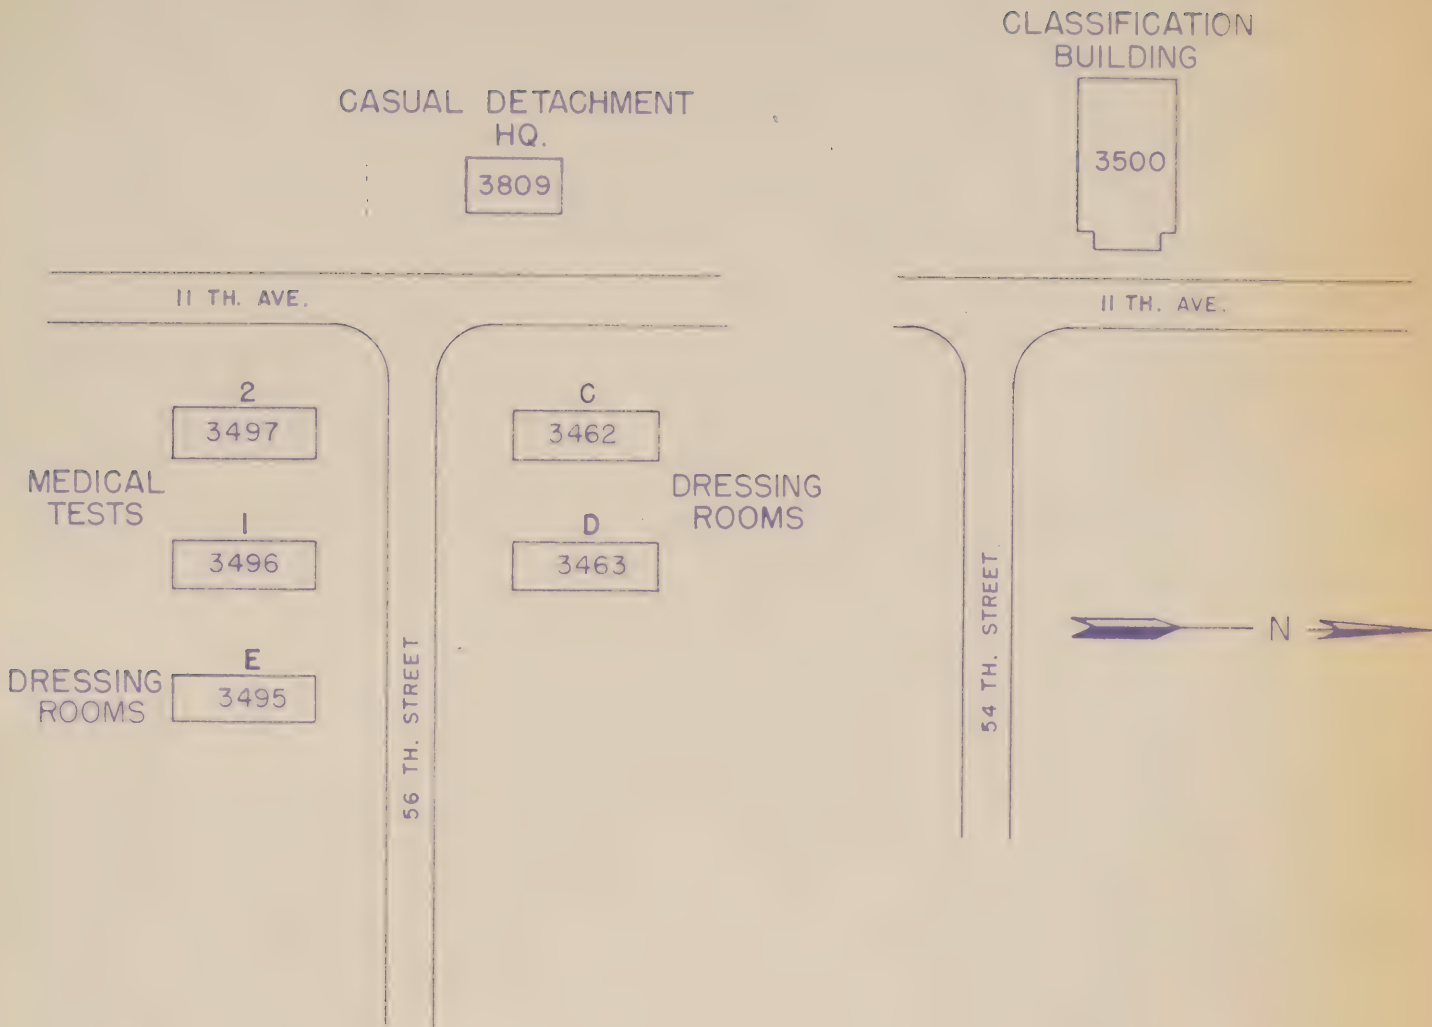 CLASSIFICATION
BUILDING
3500
CASUAL DETACHMENT
HQ.
3809
11 TH. AVE.
11 TH. AVE.
2
3497
MEDICAL
TESTS
1
3496
E
3495
DRESSING
ROOMS
C
3462
DRESSING
ROOMS
D
3463
56 TH. STREET
54 TH. STREET
N